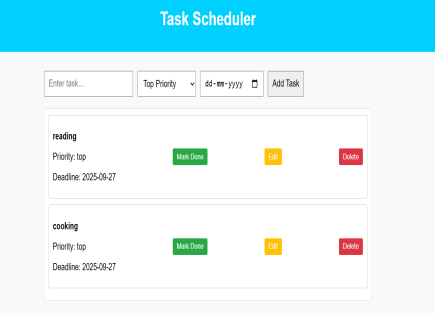 Task Scheduler
Enter task... Top Priority dd-mm-yyyy Add Task
reading
Priority: top Mark Done Edit Delete
Deadline: 2025-09-27
cooking
Priority: top Mark Done Edit Delete
Deadline: 2025-09-27